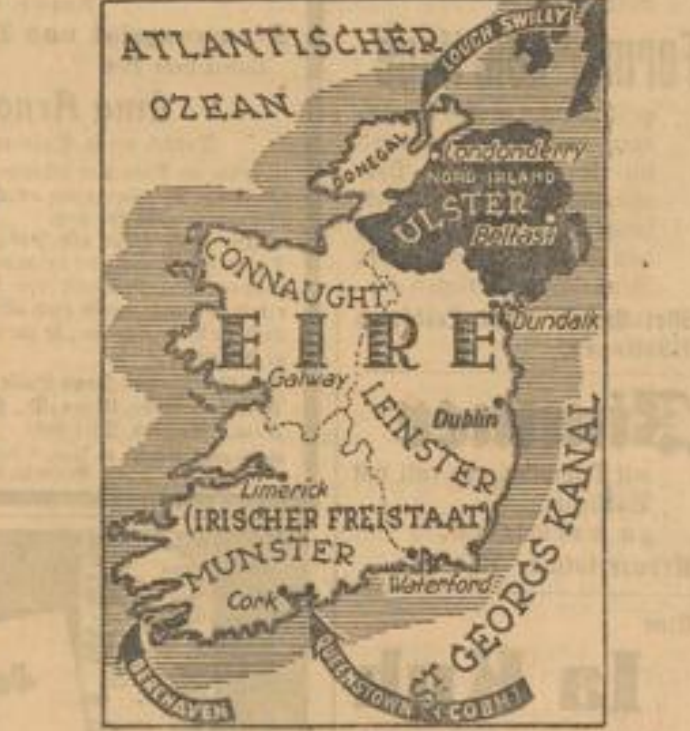 ATLANTISCHER
OZEAN
LOUGH SWILLY
DONEGAL
Londonderry
NORD-IRLAND
ULSTER
Belfast
CONNAUGHT
EIRE
Dundalk
Galway
LEINSTER
Dublin
Limerick
(IRISCHER FREISTAAT)
MUNSTER
Waterford
Cork
ST GEORGS KANAL
BEREHAVEN
QUEENSTOWN (COBH)